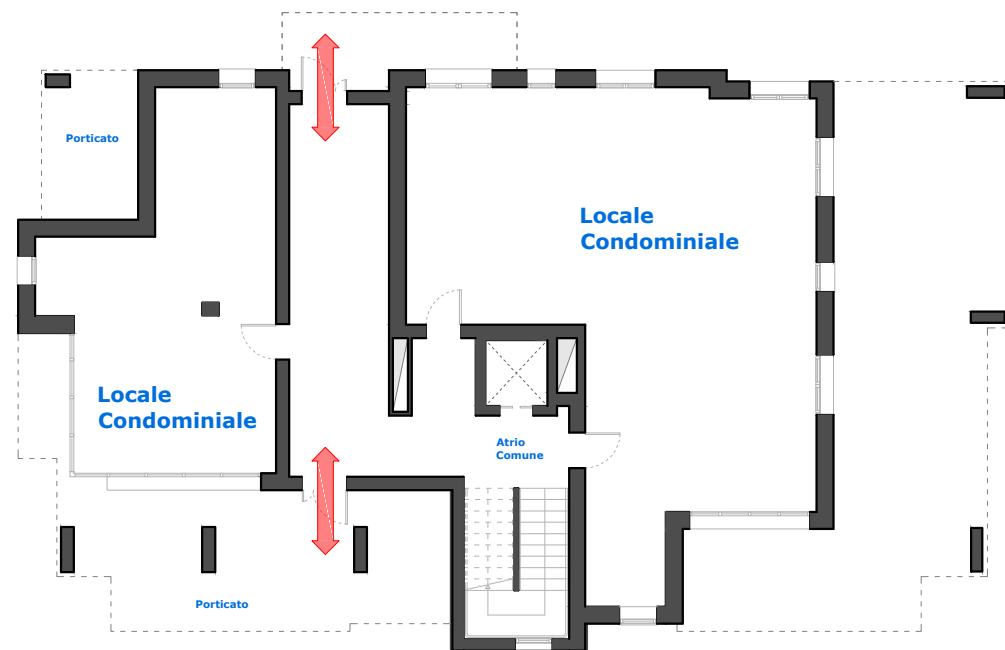 Porticato
Locale
Condominiale
Locale
Condominiale
Atrio
Comune
Porticato